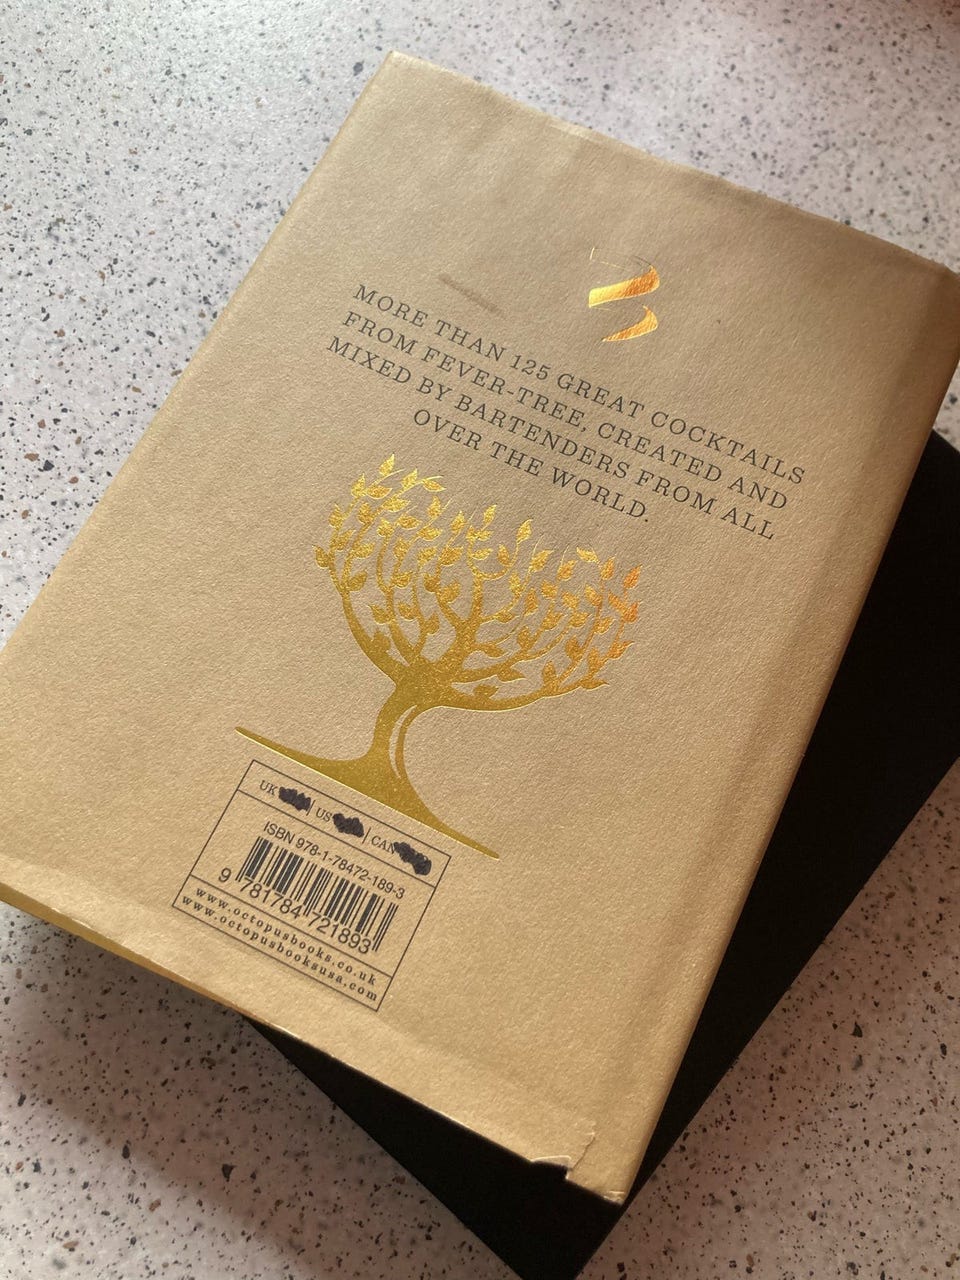 MORE THAN 125 GREAT COCKTAILS
FROM FEVER-TREE, CREATED AND
MIXED BY BARTENDERS FROM ALL
OVER THE WORLD.
UK | US | CAN
ISBN 978-1-78472-189-3
9 781784 721893
www.octopusbooks.co.uk
www.octopusbooksusa.com